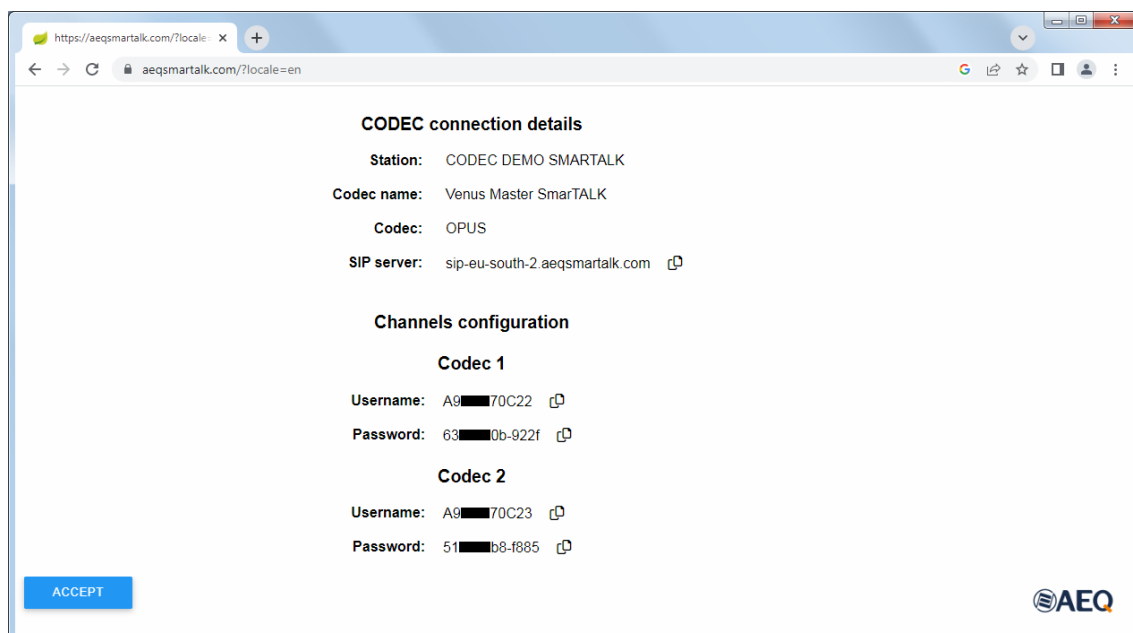 https://aeqsmartalk.com/?locale=
aeqsmartalk.com/?locale=en
CODEC connection details
Station: CODEC DEMO SMARTALK
Codec name: Venus Master SmarTALK
Codec: OPUS
SIP server: sip-eu-south-2.aeqsmartalk.com
Channels configuration
Codec 1
Username: A9 70C22
Password: 63 0b-922f
Codec 2
Username: A9 70C23
Password: 51 b8-f885
ACCEPT
AEQ